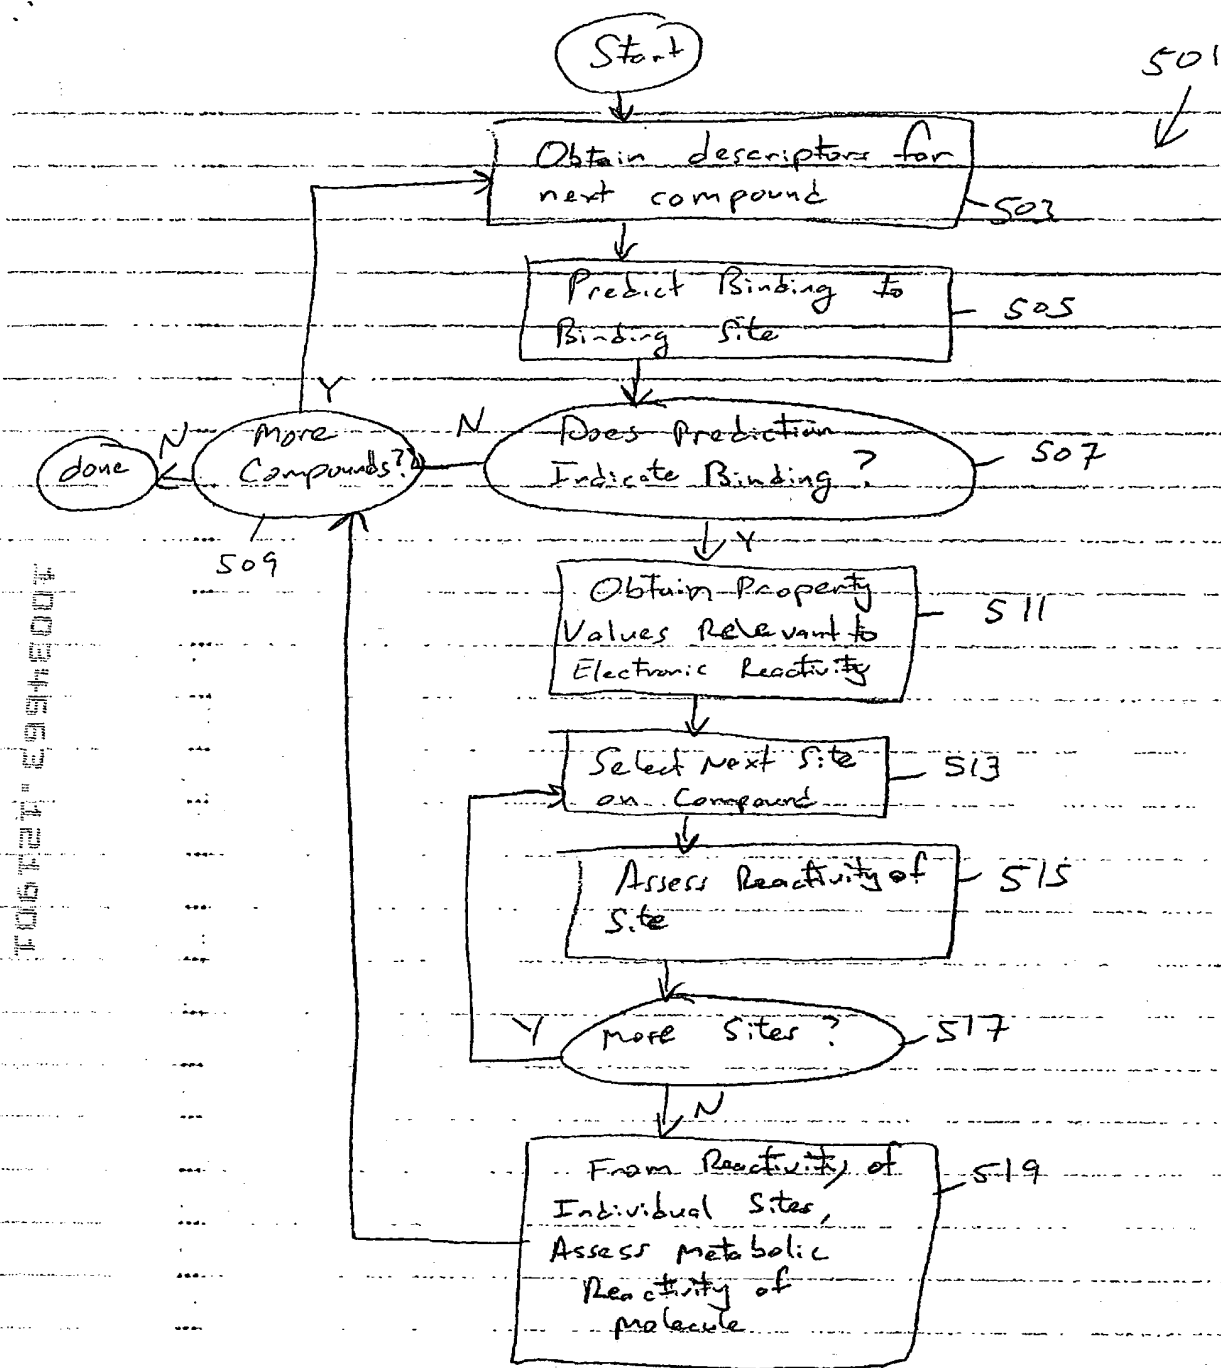 Start
501
Obtain descriptors for
next compound
503
Predict Binding to
Binding Site
505
Y
done
N
More
Compounds?
N
Does Prediction
Indicate Binding?
507
509
Y
Obtain Property
Values Relevant to
Electronic Reactivity
511
Select Next Site
on Compound
513
Assess Reactivity of
Site
515
Y
More Sites?
517
N
From Reactivity of
Individual Sites,
Assess Metabolic
Reactivity of
Molecule
519
10034563.121901